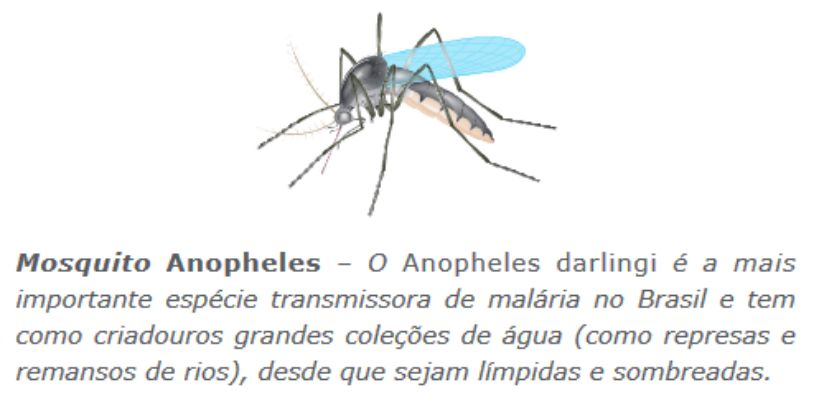 Mosquito Anopheles – O Anopheles darlingi é a mais
importante espécie transmissora de malária no Brasil e tem
como criadouros grandes coleções de água (como represas e
remansos de rios), desde que sejam límpidas e sombreadas.